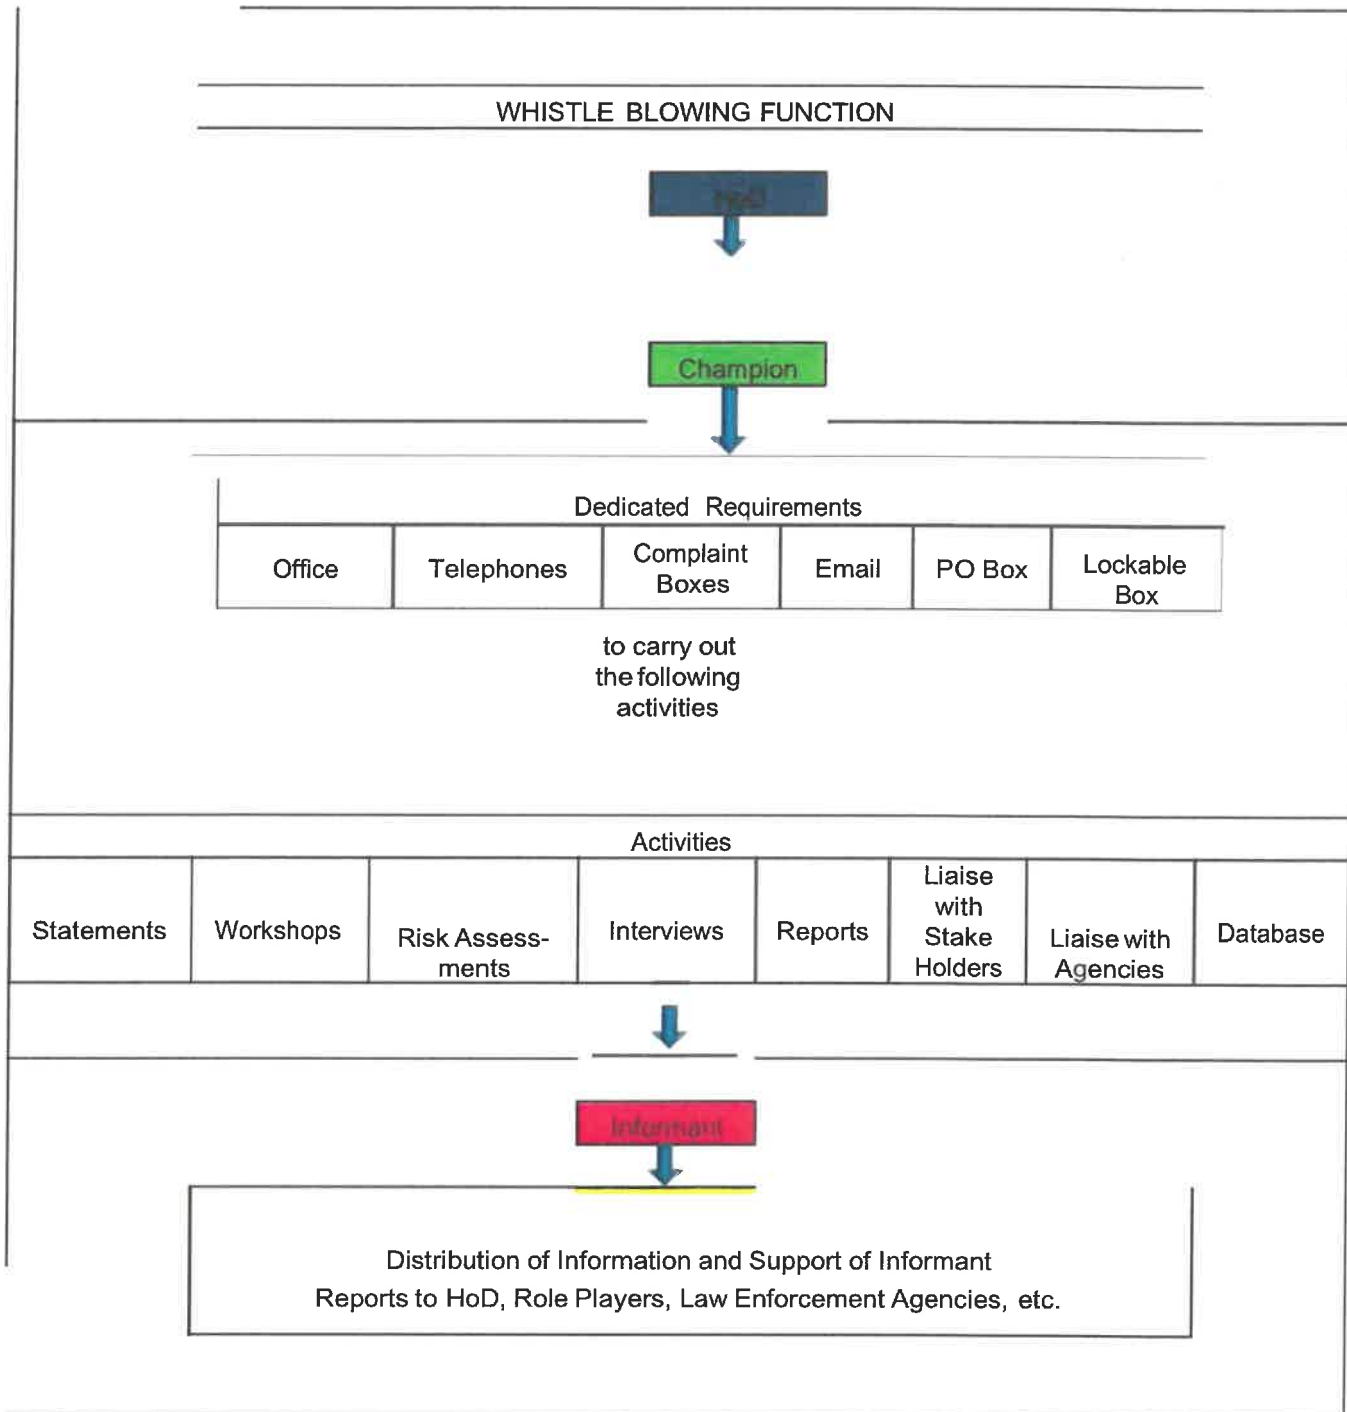 WHISTLE BLOWING FUNCTION
HoD
Champion
Dedicated Requirements
Office
Telephones
Complaint
Boxes
Email
PO Box
Lockable
Box
to carry out
the following
activities
Activities
Statements
Workshops
Risk Assess-
ments
Interviews
Reports
Liaise
with
Stake
Holders
Liaise with
Agencies
Database
Informant
Distribution of Information and Support of Informant
Reports to HoD, Role Players, Law Enforcement Agencies, etc.